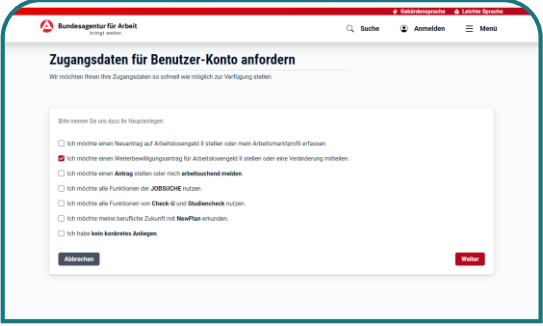 Gebärdensprache Leichte Sprache
Bundesagentur für Arbeit
bringt weiter.
Suche Anmelden Menü
Zugangsdaten für Benutzer-Konto anfordern
Wir möchten Ihnen Ihre Zugangsdaten so schnell wie möglich zur Verfügung stellen.
Bitte nennen Sie uns dazu Ihr Hauptanliegen:
Ich möchte einen Neuantrag auf Arbeitslosengeld II stellen oder mein Arbeitsmarktprofil erfassen.
Ich möchte einen Weiterbewilligungsantrag für Arbeitslosengeld II stellen oder eine Veränderung mitteilen.
Ich möchte einen Antrag stellen oder mich arbeitsuchend melden.
Ich möchte alle Funktionen der JOBSUCHE nutzen.
Ich möchte alle Funktionen von Check-U und Studiencheck nutzen.
Ich möchte meine berufliche Zukunft mit NewPlan erkunden.
Ich habe kein konkretes Anliegen.
Abbrechen Weiter